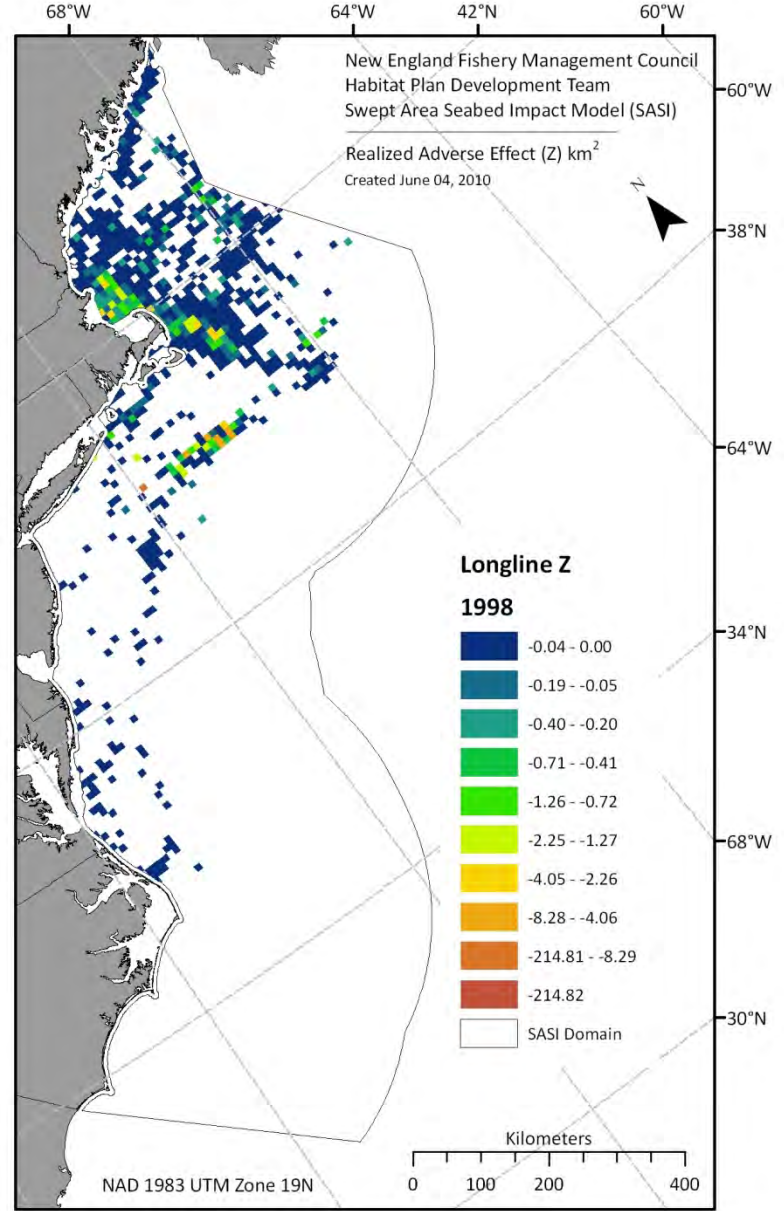 68°W
64°W
42°N
60°W
New England Fishery Management Council
Habitat Plan Development Team
Swept Area Seabed Impact Model (SASI)
Realized Adverse Effect (Z) km²
Created June 04, 2010
N
60°W
38°N
64°W
34°N
68°W
30°N
Longline Z
1998
-0.04 - 0.00
-0.19 - -0.05
-0.40 - -0.20
-0.71 - -0.41
-1.26 - -0.72
-2.25 - -1.27
-4.05 - -2.26
-8.28 - -4.06
-214.81 - -8.29
-214.82
SASI Domain
Kilometers
0 100 200 400
NAD 1983 UTM Zone 19N